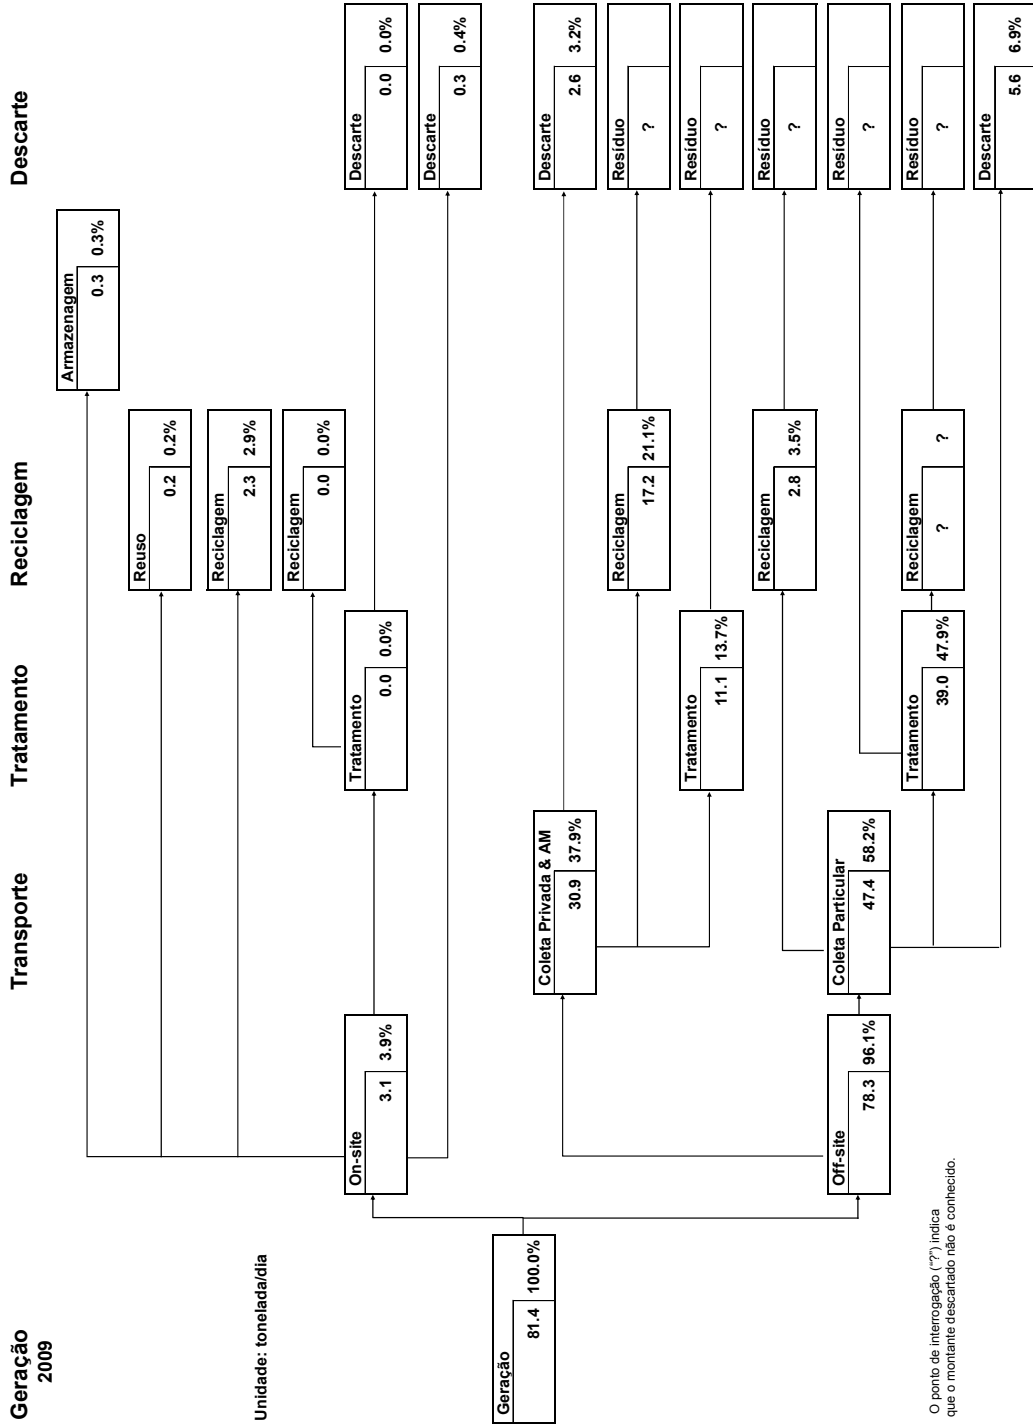 Geração
2009
Transporte
Tratamento
Reciclagem
Descarte
Unidade: tonelada/dia
Geração
81.4 100.0%
On-site
3.1 3.9%
Off-site
78.3 96.1%
Coleta Privada & AM
30.9 37.9%
Coleta Particular
47.4 58.2%
Armazenagem
0.3 0.3%
Reuso
0.2 0.2%
Reciclagem
2.3 2.9%
Reciclagem
0.0 0.0%
Tratamento
0.0 0.0%
Descarte
0.0 0.0%
Descarte
0.3 0.4%
Descarte
2.6 3.2%
Reciclagem
17.2 21.1%
Resíduo
?
Tratamento
11.1 13.7%
Resíduo
?
Reciclagem
2.8 3.5%
Resíduo
?
Resíduo
?
Tratamento
39.0 47.9%
Reciclagem
? ?
Resíduo
?
Descarte
5.6 6.9%
O ponto de interrogação ("?") indica
que o montante descartado não é conhecido.